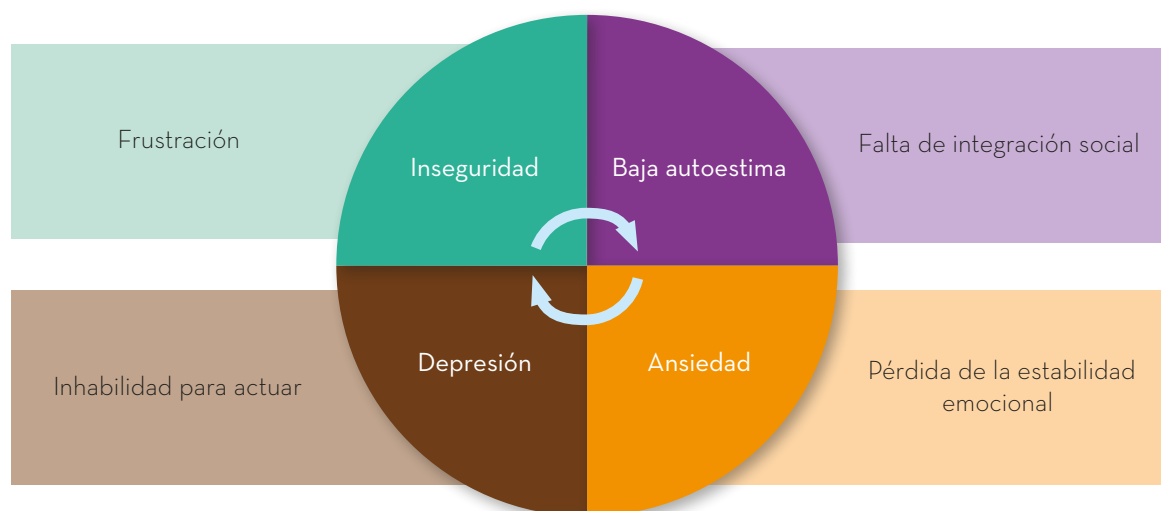 Frustración
Inseguridad
Baja autoestima
Falta de integración social
Inhabilidad para actuar
Depresión
Ansiedad
Pérdida de la estabilidad
emocional